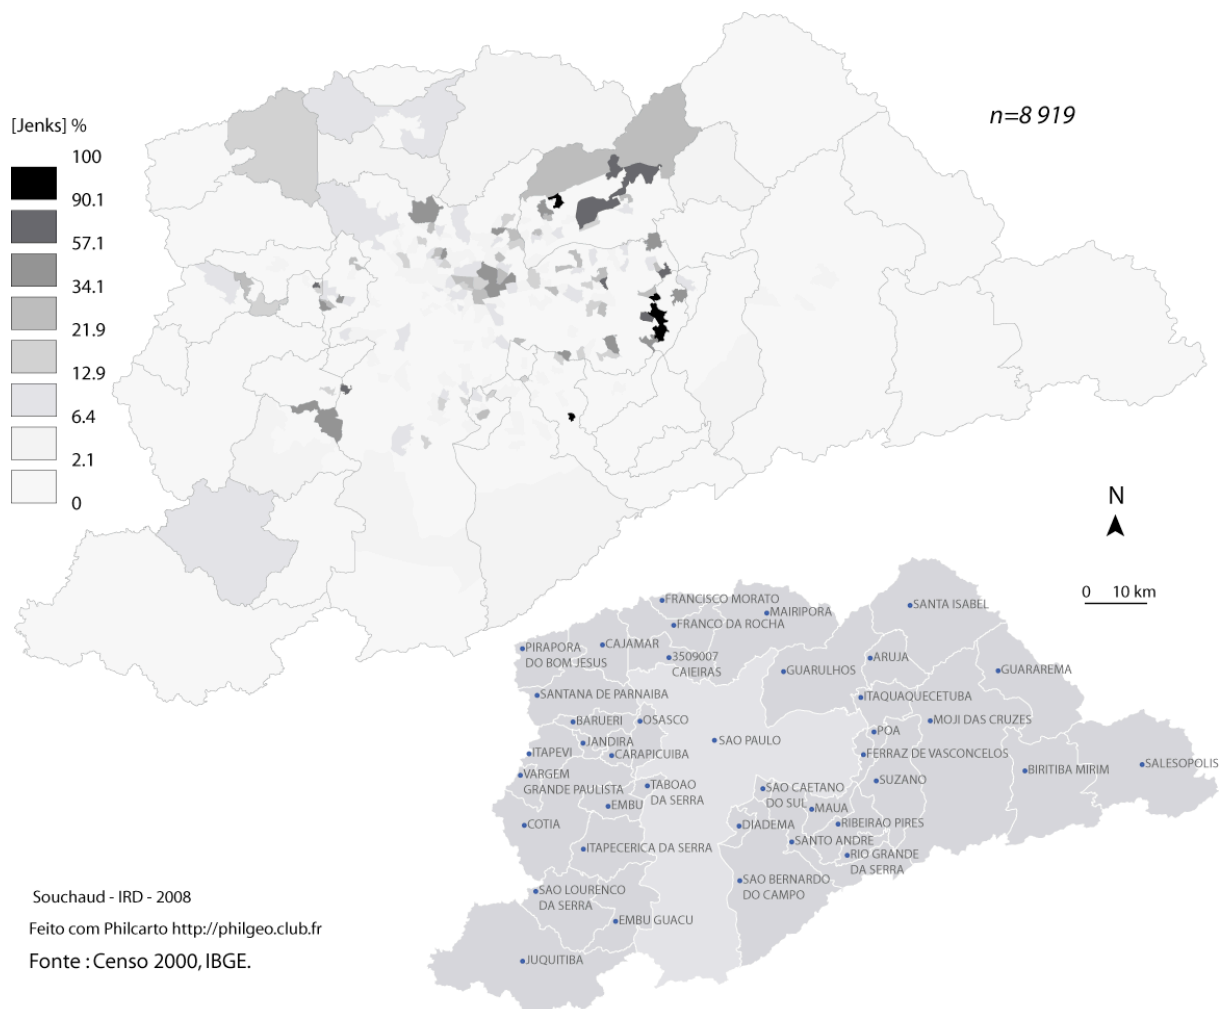 n=8 919
[Jenks] %
100
90.1
57.1
34.1
21.9
12.9
6.4
2.1
0
N
0 10 km
FRANCISCO MORATO
MAIRIPORA
SANTA ISABEL
FRANCO DA ROCHA
PIRAPORA
DO BOM JESUS
CAJAMAR
3509007
CAIEIRAS
GUARULHOS
ARUJA
GUARAREMA
SANTANA DE PARNAIBA
ITAQUAQUECETUBA
BARUERI
OSASCO
MOJI DAS CRUZES
POA
JANDIRA
SAO PAULO
ITAPEVI
CARAPICUIBA
FERRAZ DE VASCONCELOS
SALESOPOLIS
BIRITIBA MIRIM
VARGEM
GRANDE PAULISTA
TABOAO
DA SERRA
SAO CAETANO
DO SUL
SUZANO
EMBU
MAUA
COTIA
DIADEMA
RIBEIRAO PIRES
SANTO ANDRE
ITAPECERICA DA SERRA
RIO GRANDE
DA SERRA
SAO BERNARDO
DO CAMPO
SAO LOURENCO
DA SERRA
EMBU GUACU
JUQUITIBA
Souchaud - IRD - 2008
Feito com Philcarto http://philgeo.club.fr
Fonte : Censo 2000, IBGE.